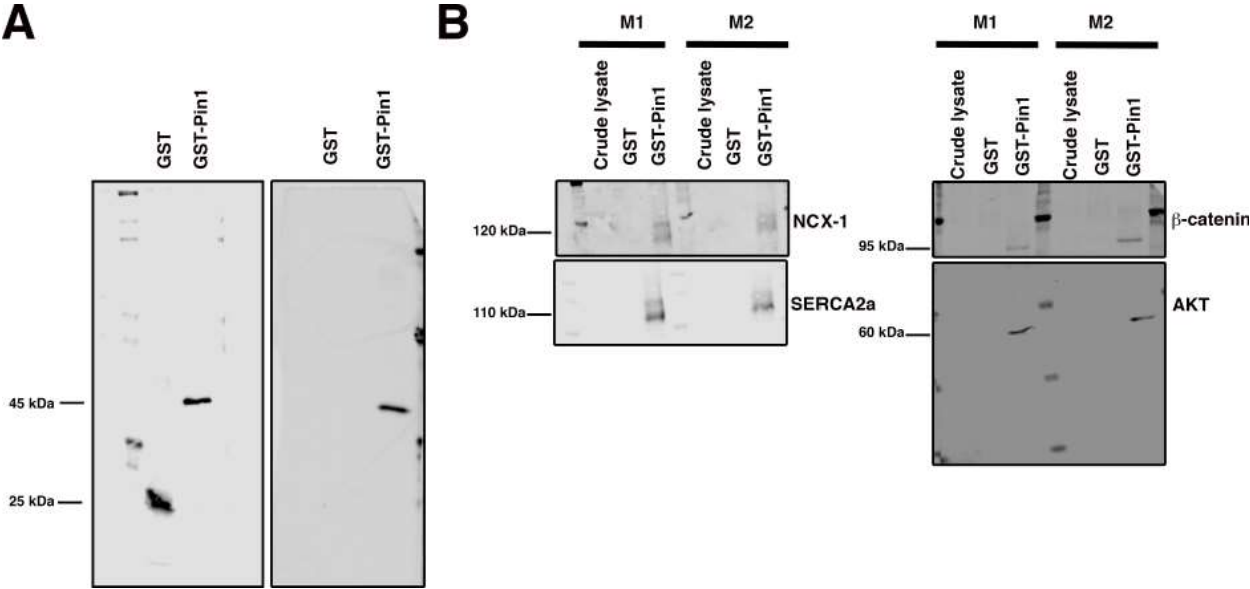 A
GST
GST-Pin1
GST
GST-Pin1
45 kDa
25 kDa
B
M1
M2
Crude lysate
GST
GST-Pin1
Crude lysate
GST
GST-Pin1
120 kDa
NCX-1
110 kDa
SERCA2a
M1
M2
Crude lysate
GST
GST-Pin1
Crude lysate
GST
GST-Pin1
95 kDa
β-catenin
60 kDa
AKT